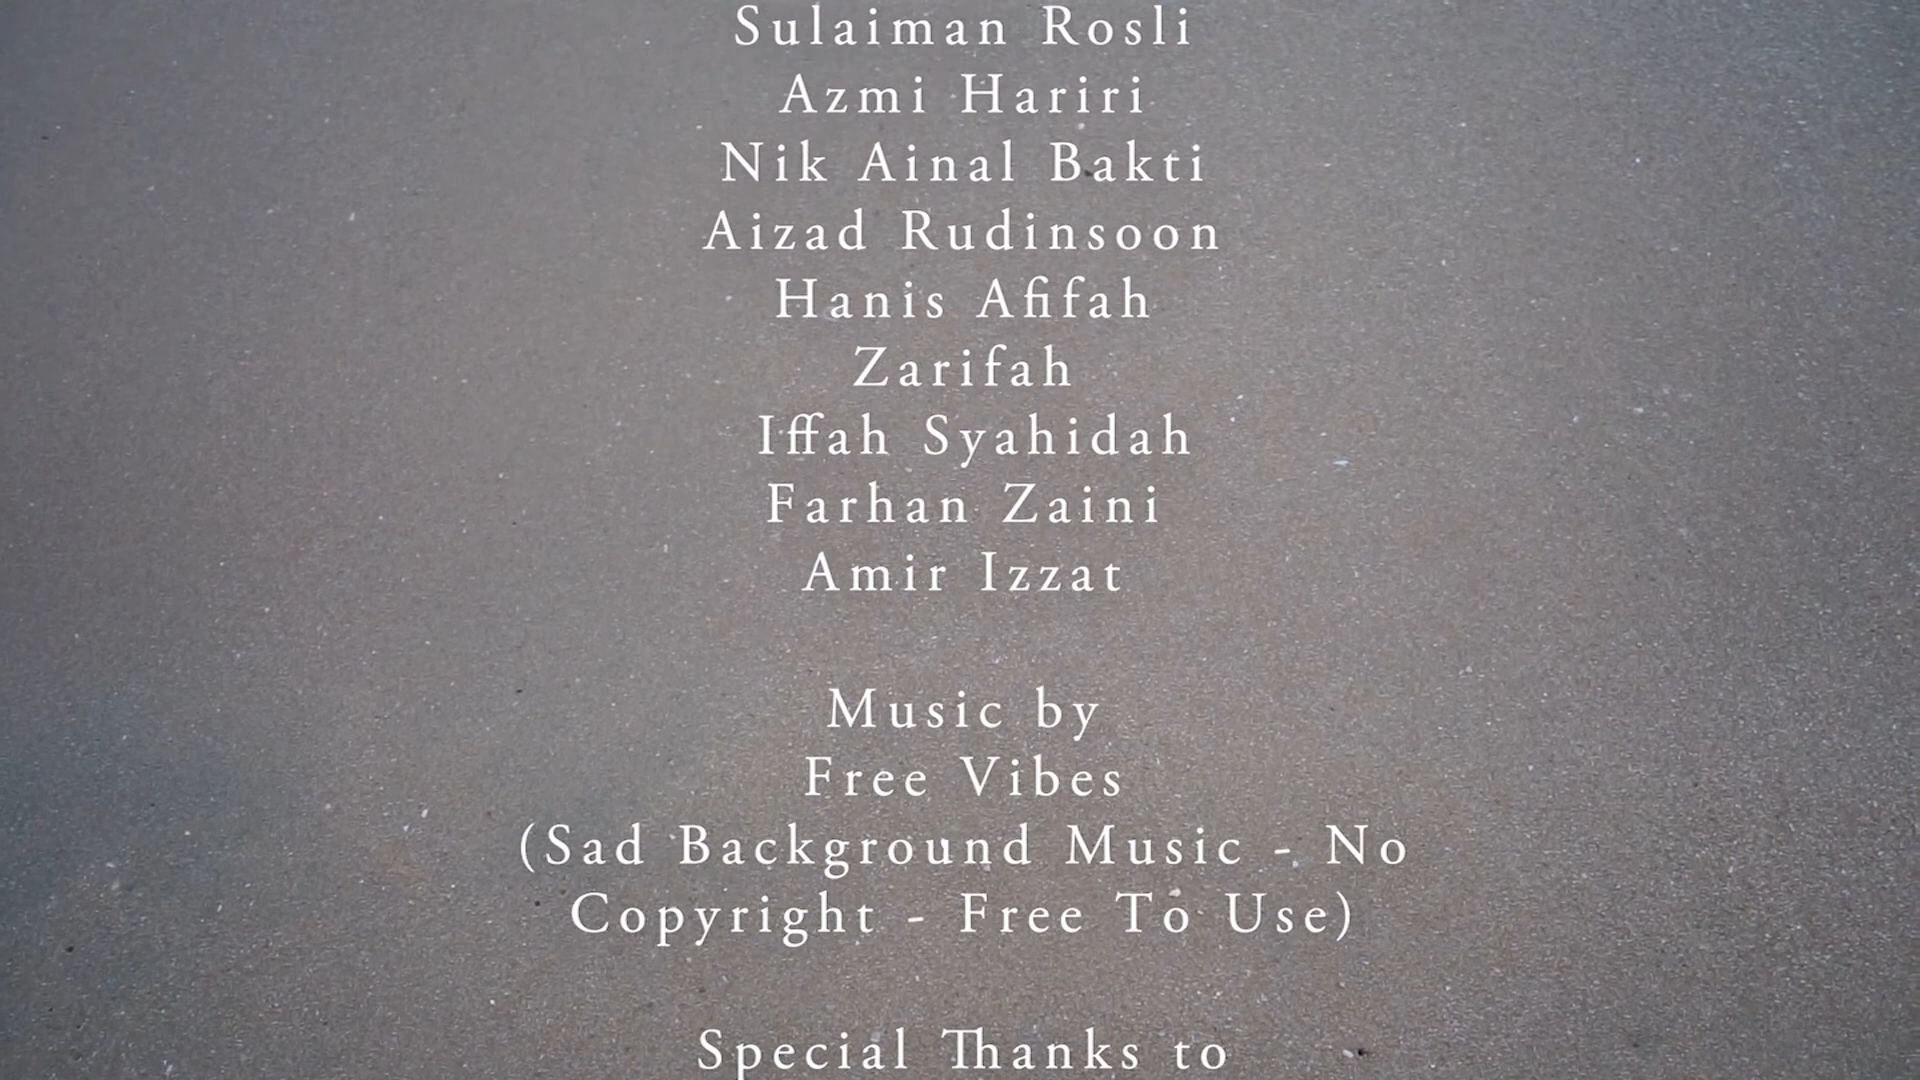 Sulaiman Rosli
Azmi Hariri
Nik Ainal Bakti
Aizad Rudinsoon
Hanis Afifah
Zarifah
Iffah Syahidah
Farhan Zaini
Amir Izzat
Music by
Free Vibes
(Sad Background Music - No
Copyright - Free To Use)
Special Thanks to